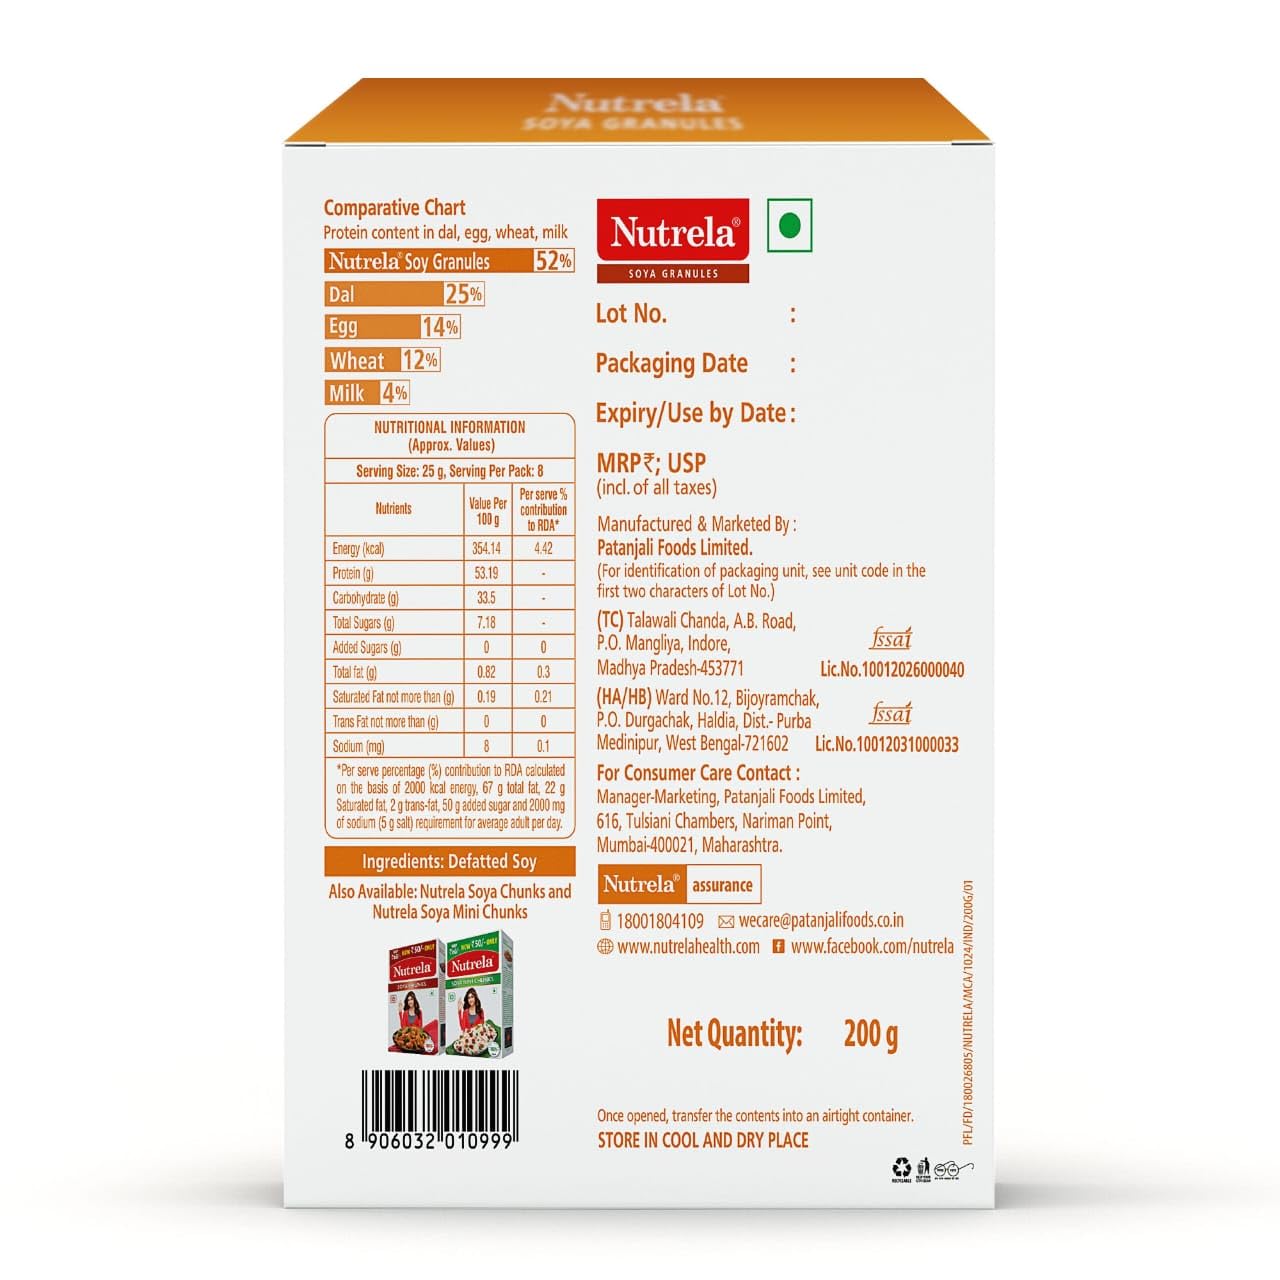 Nutrela
SOYA GRANULES
Comparative Chart
Protein content in dal, egg, wheat, milk
Nutrela® Soy Granules 52%
Dal 25%
Egg 14%
Wheat 12%
Milk 4%
NUTRITIONAL INFORMATION
(Approx. Values)
Serving Size: 25 g, Serving Per Pack: 8
Nutrients Value Per 100 g Per serve % contribution to RDA*
Energy (kcal) 354.14 4.42
Protein (g) 53.19 -
Carbohydrate (g) 33.5 -
Total Sugars (g) 7.18 -
Added Sugars (g) 0 0
Total fat (g) 0.82 0.3
Saturated Fat not more than (g) 0.19 0.21
Trans Fat not more than (g) 0 0
Sodium (mg) 8 0.1
*Per serve percentage (%) contribution to RDA calculated
on the basis of 2000 kcal energy, 67 g total fat, 22 g
Saturated fat, 2 g trans-fat, 50 g added sugar and 2000 mg
of sodium (5 g salt) requirement for average adult per day.
Ingredients: Defatted Soy
Also Available: Nutrela Soya Chunks and
Nutrela Soya Mini Chunks
Nutrela
SOYA CHUNKS
Nutrela
SOYA MINI CHUNKS
8 906032 010999
Nutrela®
SOYA GRANULES
Lot No. :
Packaging Date :
Expiry/Use by Date :
MRP₹; USP
(incl. of all taxes)
Manufactured & Marketed By :
Patanjali Foods Limited.
(For identification of packaging unit, see unit code in the
first two characters of Lot No.)
(TC) Talawali Chanda, A.B. Road,
P.O. Mangliya, Indore,
Madhya Pradesh-453771
fssai
Lic.No.10012026000040
(HA/HB) Ward No.12, Bijoyramchak,
P.O. Durgachak, Haldia, Dist.- Purba
Medinipur, West Bengal-721602
fssai
Lic.No.10012031000033
For Consumer Care Contact :
Manager-Marketing, Patanjali Foods Limited,
616, Tulsiani Chambers, Nariman Point,
Mumbai-400021, Maharashtra.
Nutrela® assurance
18001804109 wecare@patanjalifoods.co.in
www.nutrelahealth.com www.facebook.com/nutrela
Net Quantity: 200 g
Once opened, transfer the contents into an airtight container.
STORE IN COOL AND DRY PLACE
PFL/FD/180026805/NUTRELA/MCA/1024/IND/200G/01
RECYCLABLE